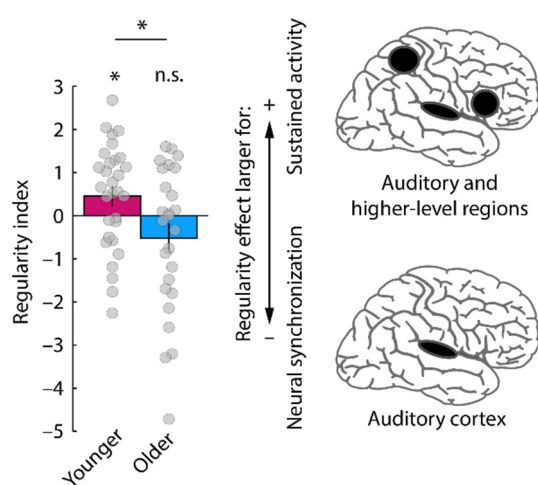 *
*
n.s.
3
2
1
0
-1
-2
-3
-4
-5
Regularity index
Younger
Older
Regularity effect larger for:
+
–
Sustained activity
Neural synchronization
Auditory and
higher-level regions
Auditory cortex